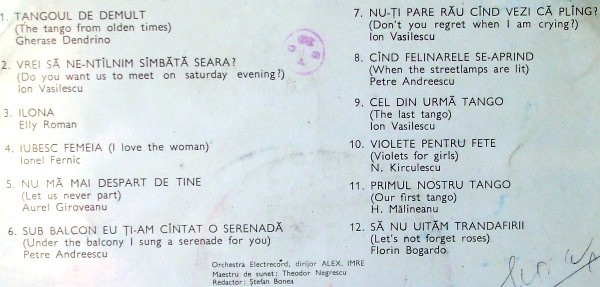 1. TANGOUL DE DEMULT
(The tango from olden times)
Gherase Dendrino
2. VREI SĂ NE-NTÎLNIM SÎMBĂTĂ SEARA?
(Do you want us to meet on saturday evening?)
Ion Vasilescu
3. ILONA
Elly Roman
4. IUBESC FEMEIA (I love the woman)
Ionel Fernic
5. NU MĂ MAI DESPART DE TINE
(Let us never part)
Aurel Giroveanu
6. SUB BALCON EU ȚI-AM CÎNTAT O SERENADĂ
(Under the balcony I sung a serenade for you)
Petre Andreescu
7. NU-ȚI PARE RĂU CÎND VEZI CĂ PLÎNG?
(Don't you regret when I am crying?)
Ion Vasilescu
8. CÎND FELINARELE SE-APRIND
(When the streetlamps are lit)
Petre Andreescu
9. CEL DIN URMĂ TANGO
(The last tango)
Ion Vasilescu
10. VIOLETE PENTRU FETE
(Violets for girls)
N. Kirculescu
11. PRIMUL NOSTRU TANGO
(Our first tango)
H. Mălineanu
12. SĂ NU UITĂM TRANDAFIRII
(Let's not forget roses)
Florin Bogardo
Orchestra Electrecord, dirijor ALEX. IMRE
Maestru de sunet: Theodor Negrescu
Redactor: Ștefan Bonea